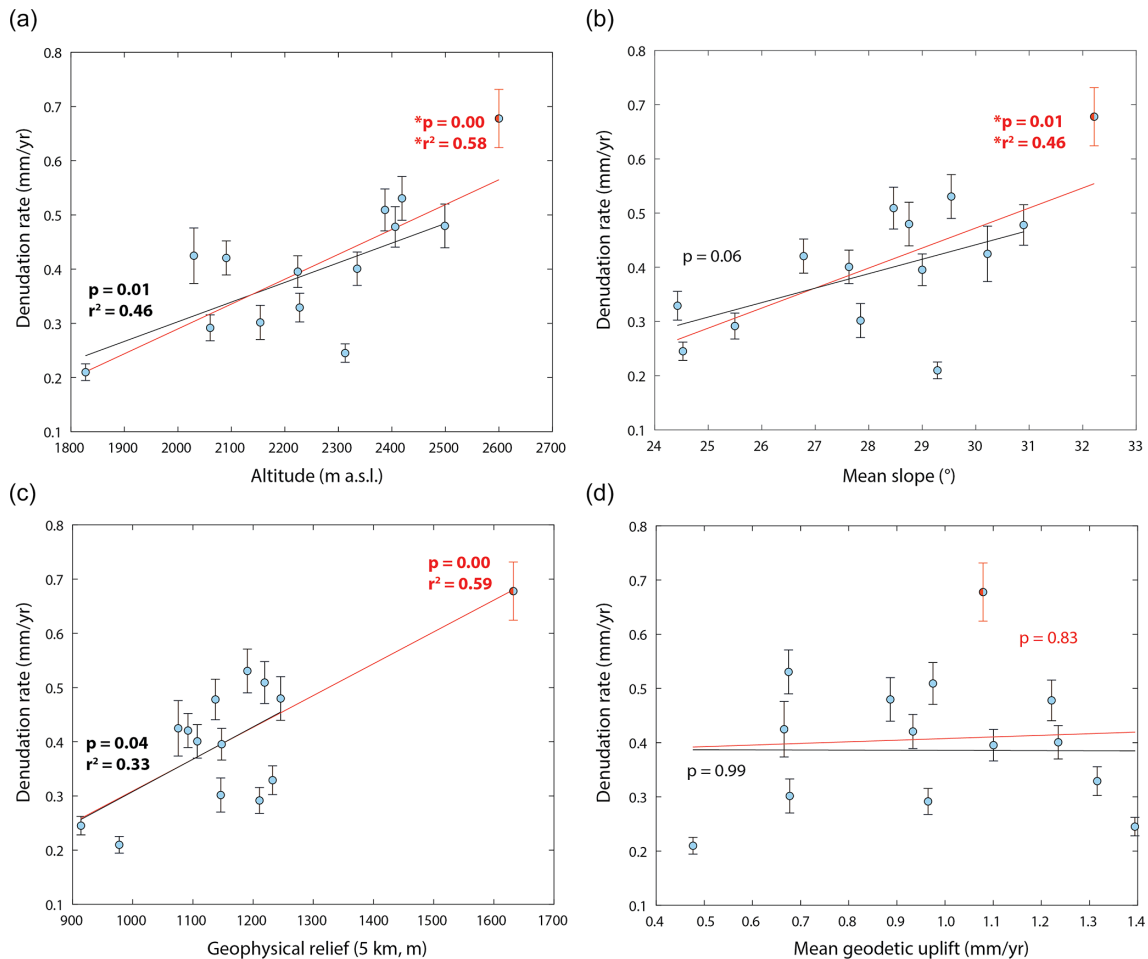 (a)
0.8
0.7
0.6
0.5
0.4
0.3
0.2
0.1
Denudation rate (mm/yr)
*p = 0.00
*r² = 0.58
p = 0.01
r² = 0.46
1800 1900 2000 2100 2200 2300 2400 2500 2600 2700
Altitude (m a.s.l.)
(b)
0.8
0.7
0.6
0.5
0.4
0.3
0.2
0.1
Denudation rate (mm/yr)
*p = 0.01
*r² = 0.46
p = 0.06
24 25 26 27 28 29 30 31 32 33
Mean slope (°)
(c)
0.8
0.7
0.6
0.5
0.4
0.3
0.2
0.1
Denudation rate (mm/yr)
p = 0.00
r² = 0.59
p = 0.04
r² = 0.33
900 1000 1100 1200 1300 1400 1500 1600 1700
Geophysical relief (5 km, m)
(d)
0.8
0.7
0.6
0.5
0.4
0.3
0.2
0.1
Denudation rate (mm/yr)
p = 0.83
p = 0.99
0.4 0.5 0.6 0.7 0.8 0.9 1.0 1.1 1.2 1.3 1.4
Mean geodetic uplift (mm/yr)